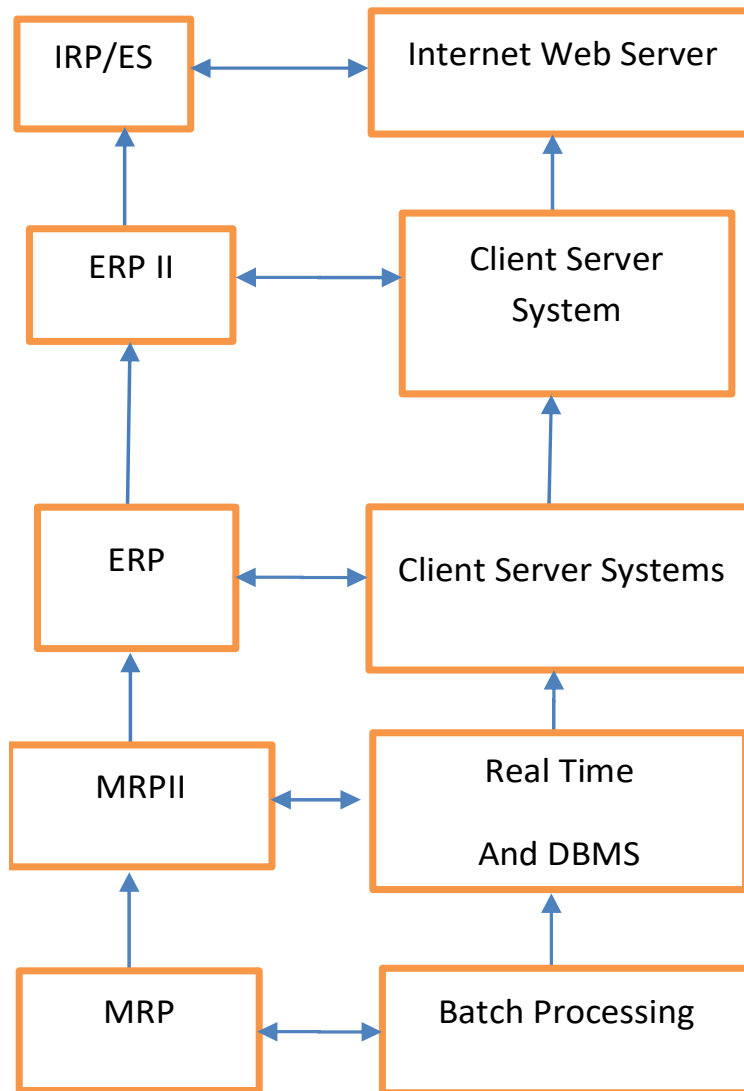 IRP/ES
Internet Web Server
ERP II
Client Server
System
ERP
Client Server Systems
MRPII
Real Time
And DBMS
MRP
Batch Processing